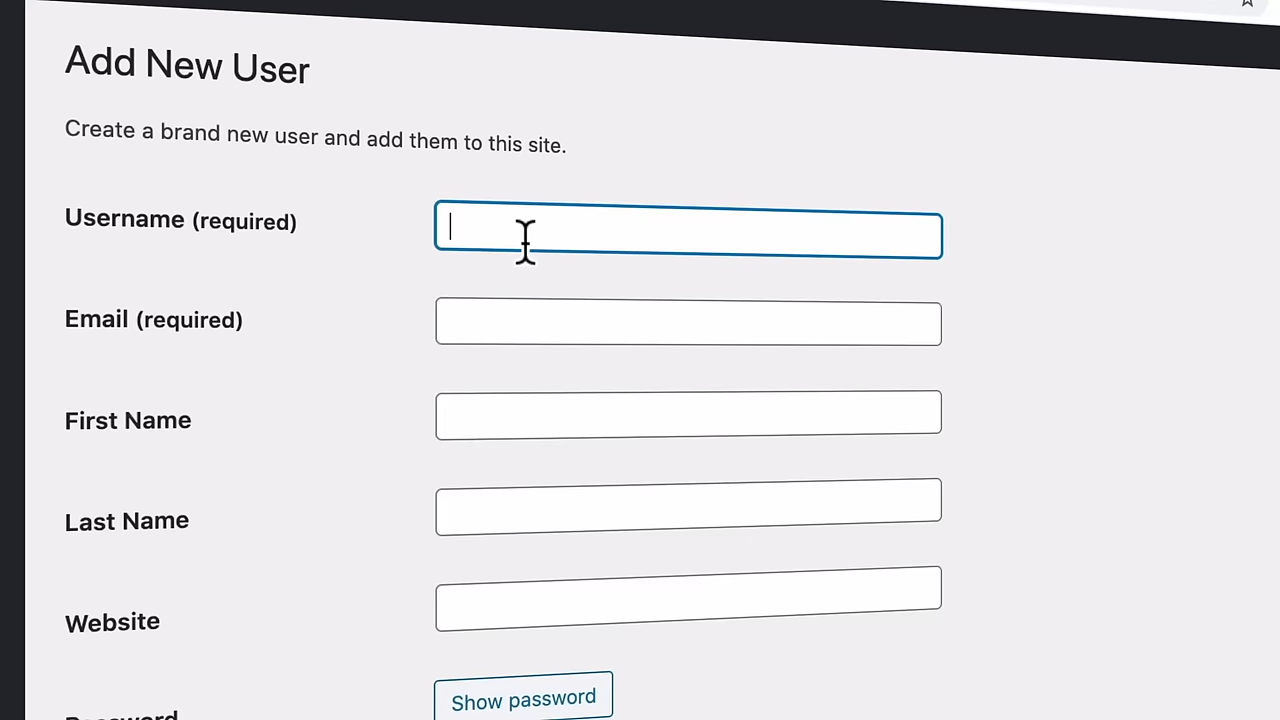 Add New User
Create a brand new user and add them to this site.
Username (required)
Email (required)
First Name
Last Name
Website
Show password
Password